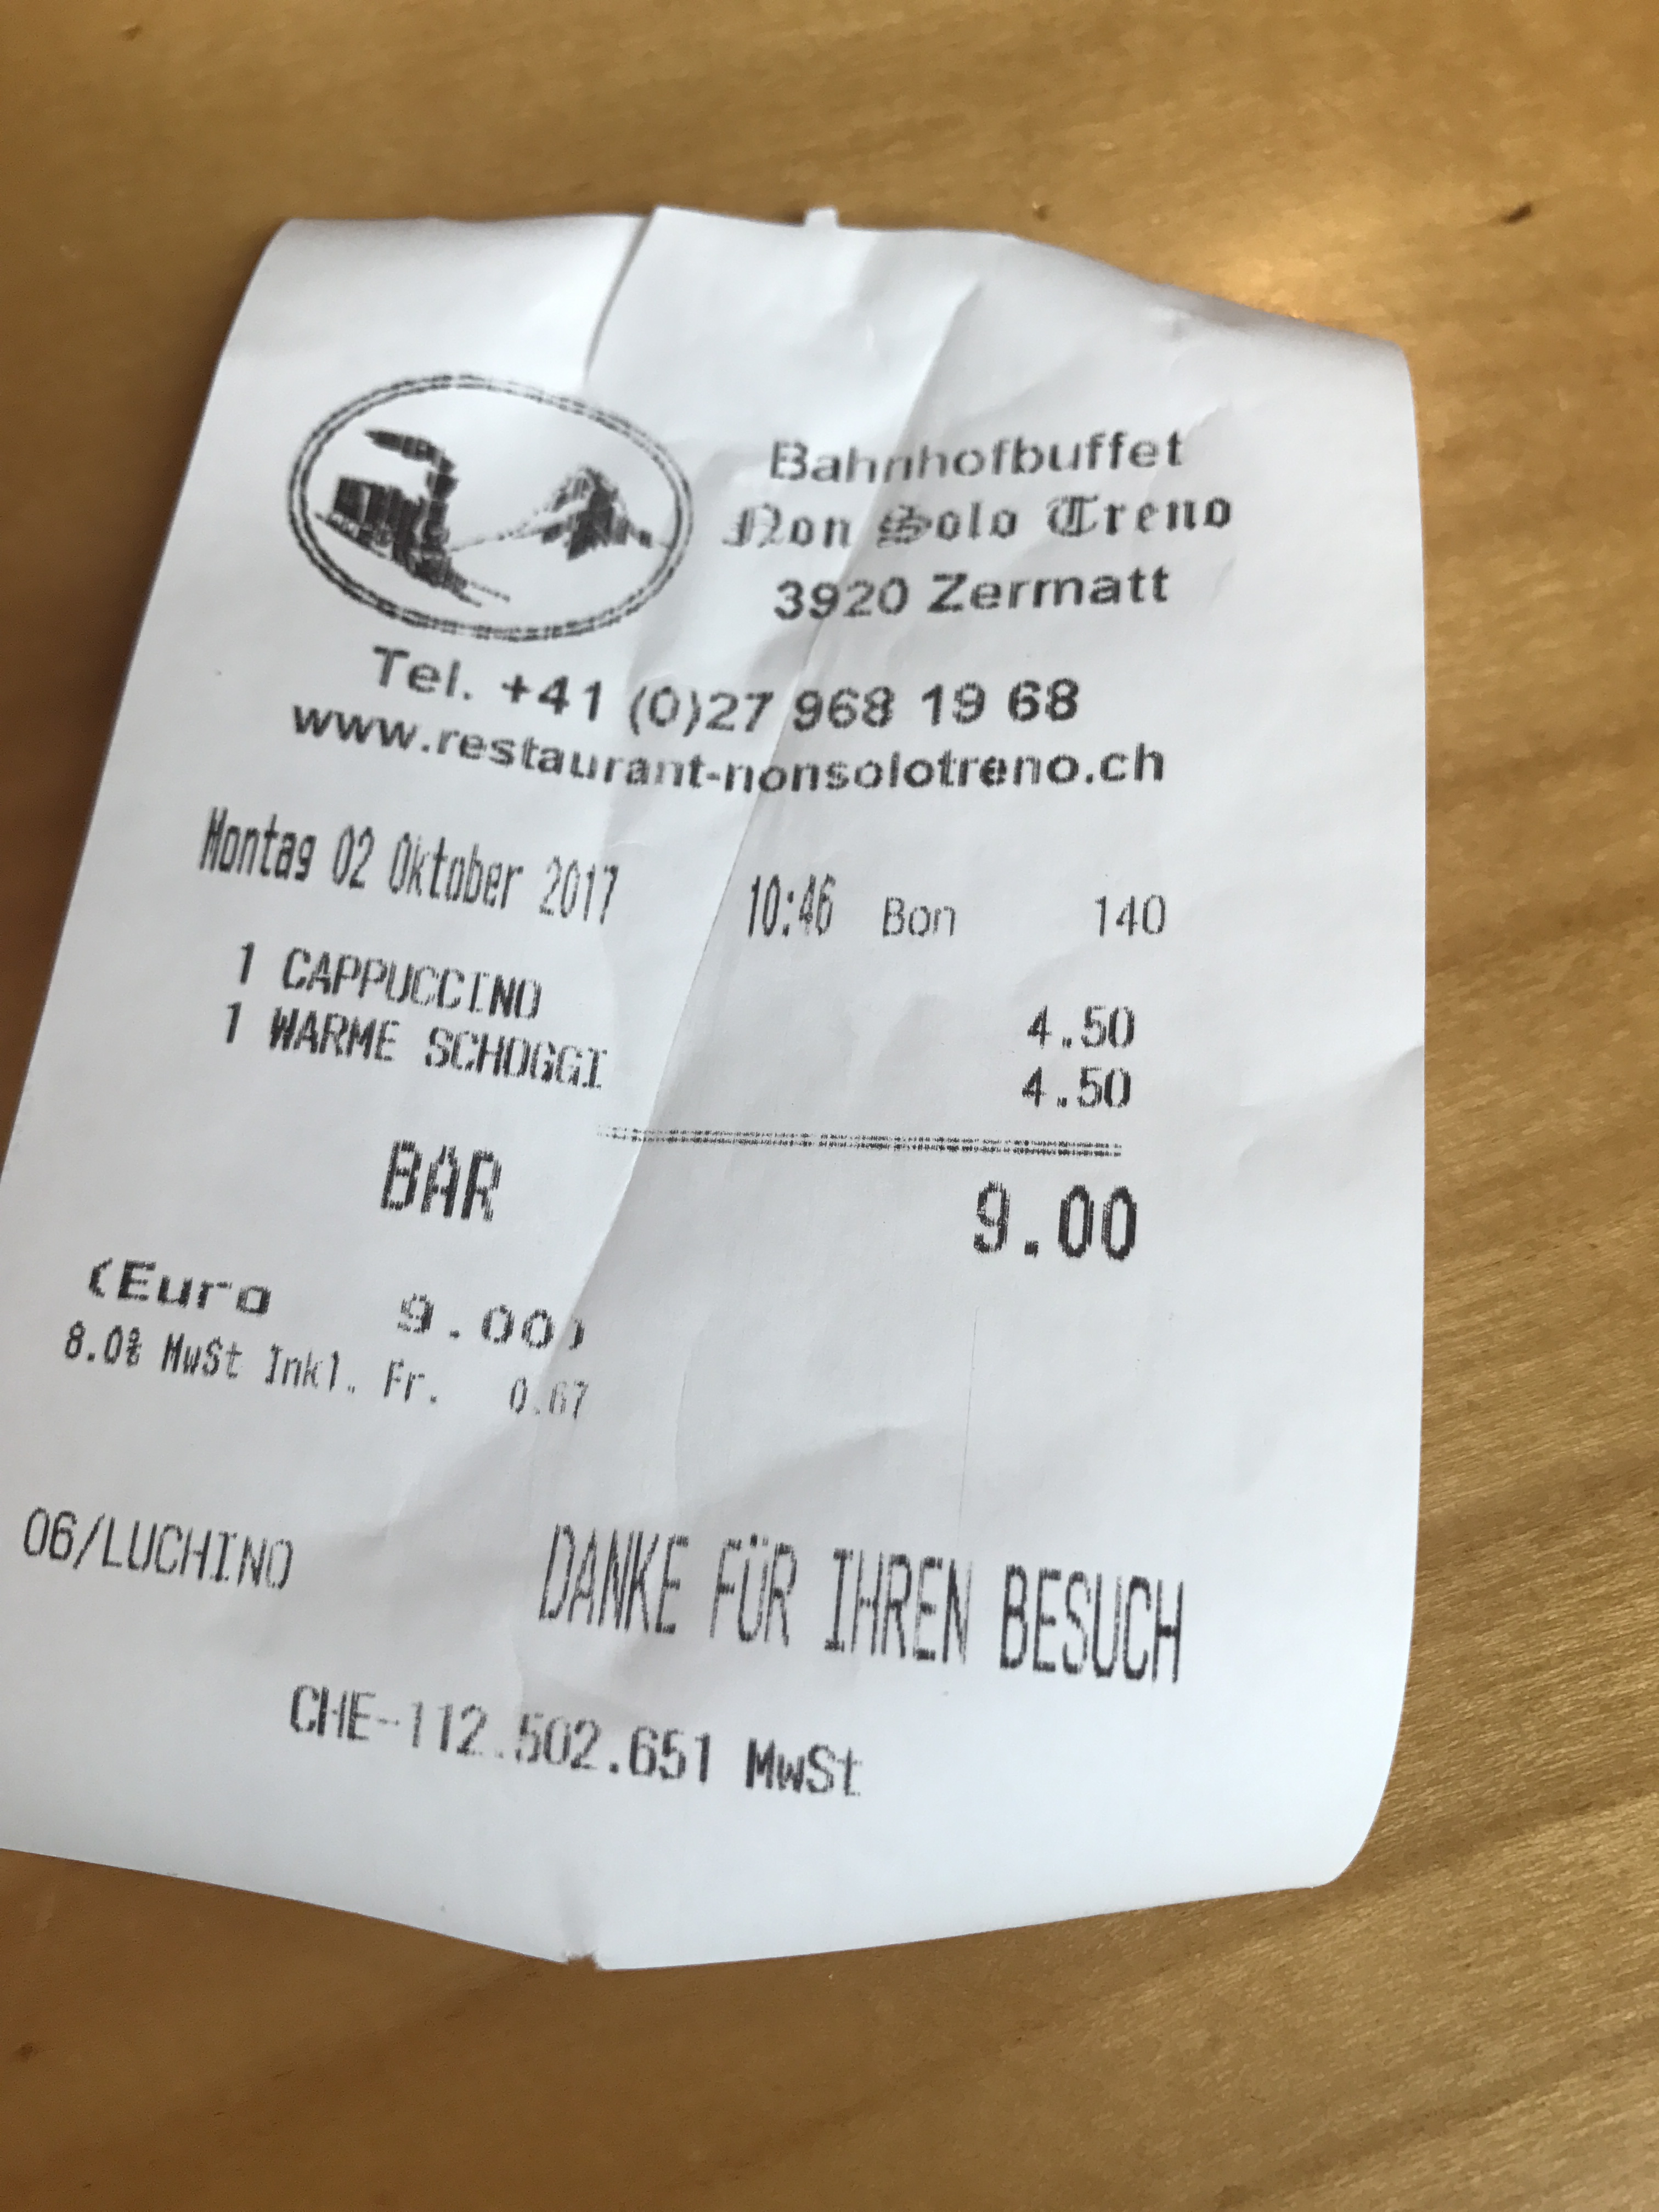 Bahnhofbuffet
Non Solo Treno
3920 Zermatt
Tel. +41 (0)27 968 19 68
www.restaurant-nonsolotreno.ch
Montag 02 Oktober 2017 10:46 Bon 140
1 CAPPUCCINO 4.50
1 WARME SCHOGGI 4.50
BAR 9.00
(Euro 9.00)
8.0% MwSt Inkl. Fr. 0.67
06/LUCHINO DANKE FÜR IHREN BESUCH
CHE-112.502.651 MwSt